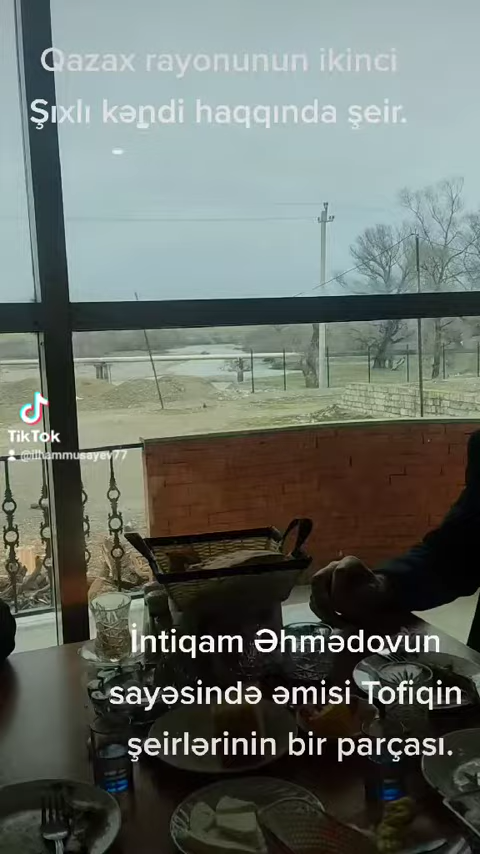 Qazax rayonunun ikinci
Şıxlı kəndi haqqında şeir.
TikTok
@ilhammusayev77
İntiqam Əhmədovun
sayəsində əmisi Tofiqin
şeirlərinin bir parçası.